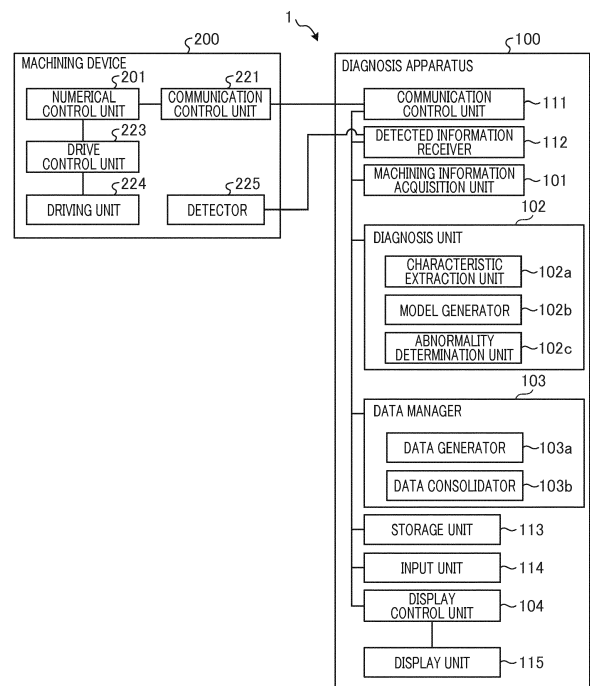 1
200
MACHINING DEVICE
201
NUMERICAL
CONTROL UNIT
221
COMMUNICATION
CONTROL UNIT
223
DRIVE
CONTROL UNIT
224
DRIVING UNIT
225
DETECTOR
100
DIAGNOSIS APPARATUS
COMMUNICATION
CONTROL UNIT
111
DETECTED INFORMATION
RECEIVER
112
MACHINING INFORMATION
ACQUISITION UNIT
101
102
DIAGNOSIS UNIT
CHARACTERISTIC
EXTRACTION UNIT
102a
MODEL GENERATOR
102b
ABNORMALITY
DETERMINATION UNIT
102c
103
DATA MANAGER
DATA GENERATOR
103a
DATA CONSOLIDATOR
103b
STORAGE UNIT
113
INPUT UNIT
114
DISPLAY
CONTROL UNIT
104
DISPLAY UNIT
115